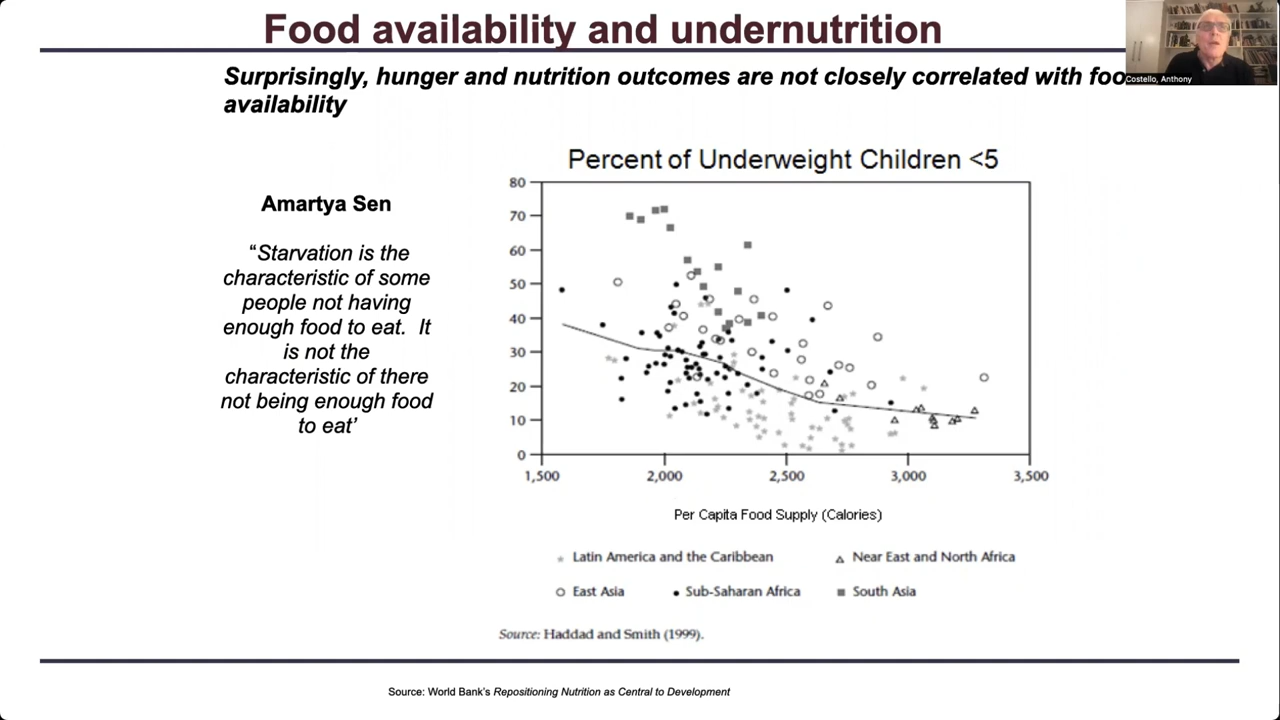 Food availability and undernutrition
Surprisingly, hunger and nutrition outcomes are not closely correlated with foo
availability
Costello, Anthony
Amartya Sen
“Starvation is the
characteristic of some
people not having
enough food to eat. It
is not the
characteristic of there
not being enough food
to eat’
Percent of Underweight Children <5
80
70
60
50
40
30
20
10
0
1,500 2,000 2,500 3,000 3,500
Per Capita Food Supply (Calories)
Latin America and the Caribbean Near East and North Africa
East Asia Sub-Saharan Africa South Asia
Source: Haddad and Smith (1999).
Source: World Bank’s Repositioning Nutrition as Central to Development